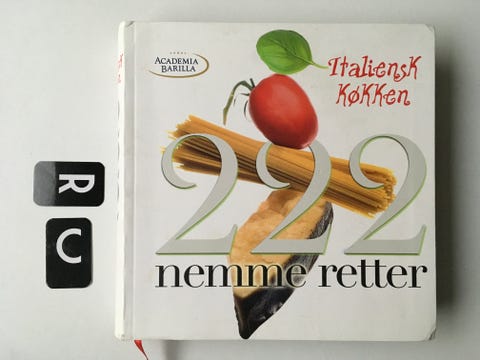 ACADEMIA
BARILLA
Italiensk
Køkken
222
nemme retter
R
C